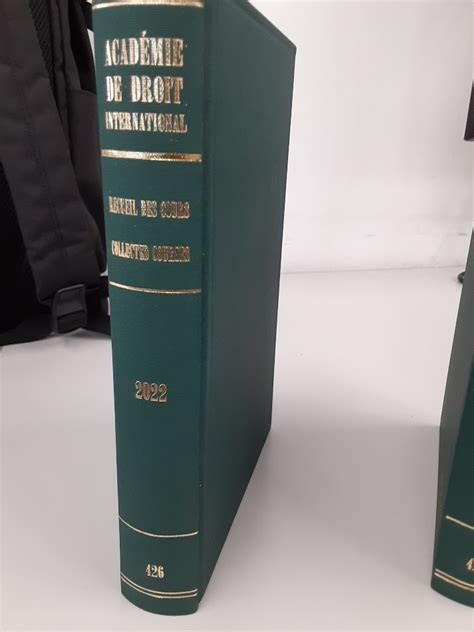 ACADÉMIE
DE DROIT
INTERNATIONAL
RECUEIL DES COURS
COLLECTED COURSES
2022
426